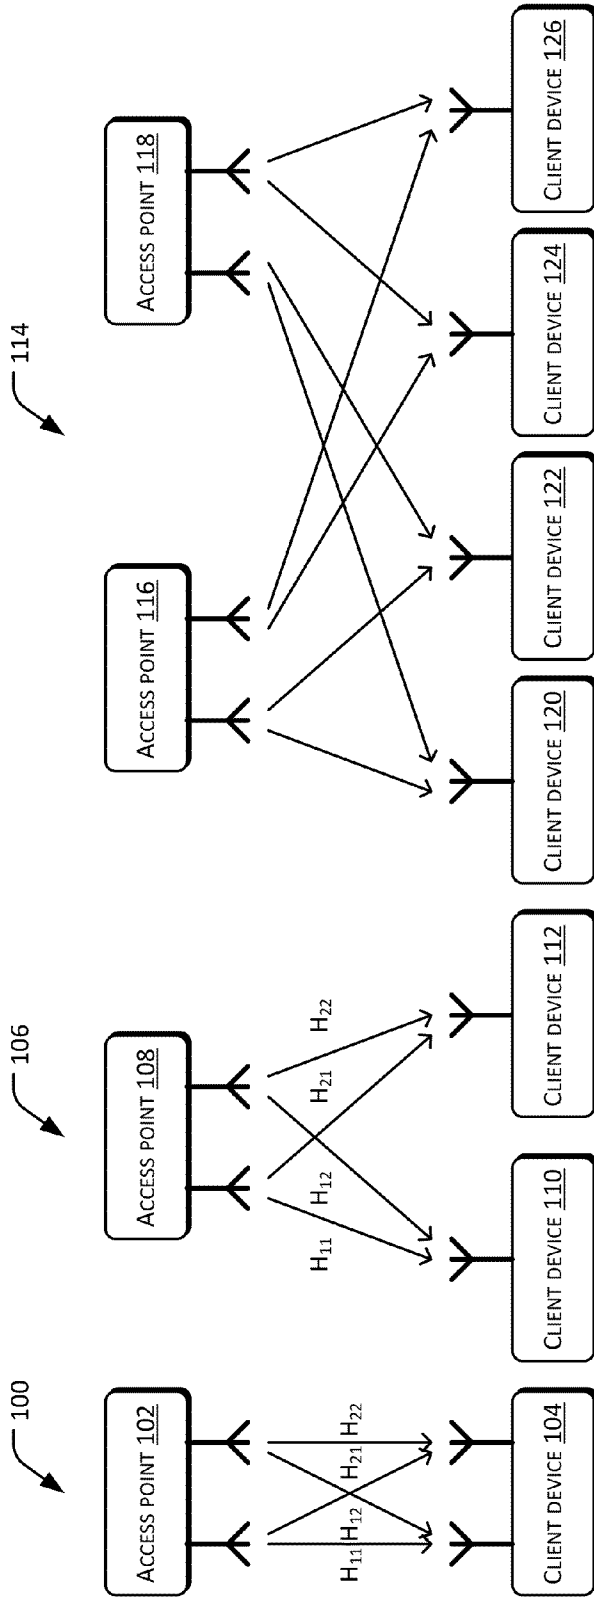 100
ACCESS POINT 102
H11 H12 H21 H22
CLIENT DEVICE 104
106
ACCESS POINT 108
H11 H12 H21 H22
CLIENT DEVICE 110
CLIENT DEVICE 112
114
ACCESS POINT 116
ACCESS POINT 118
CLIENT DEVICE 120
CLIENT DEVICE 122
CLIENT DEVICE 124
CLIENT DEVICE 126